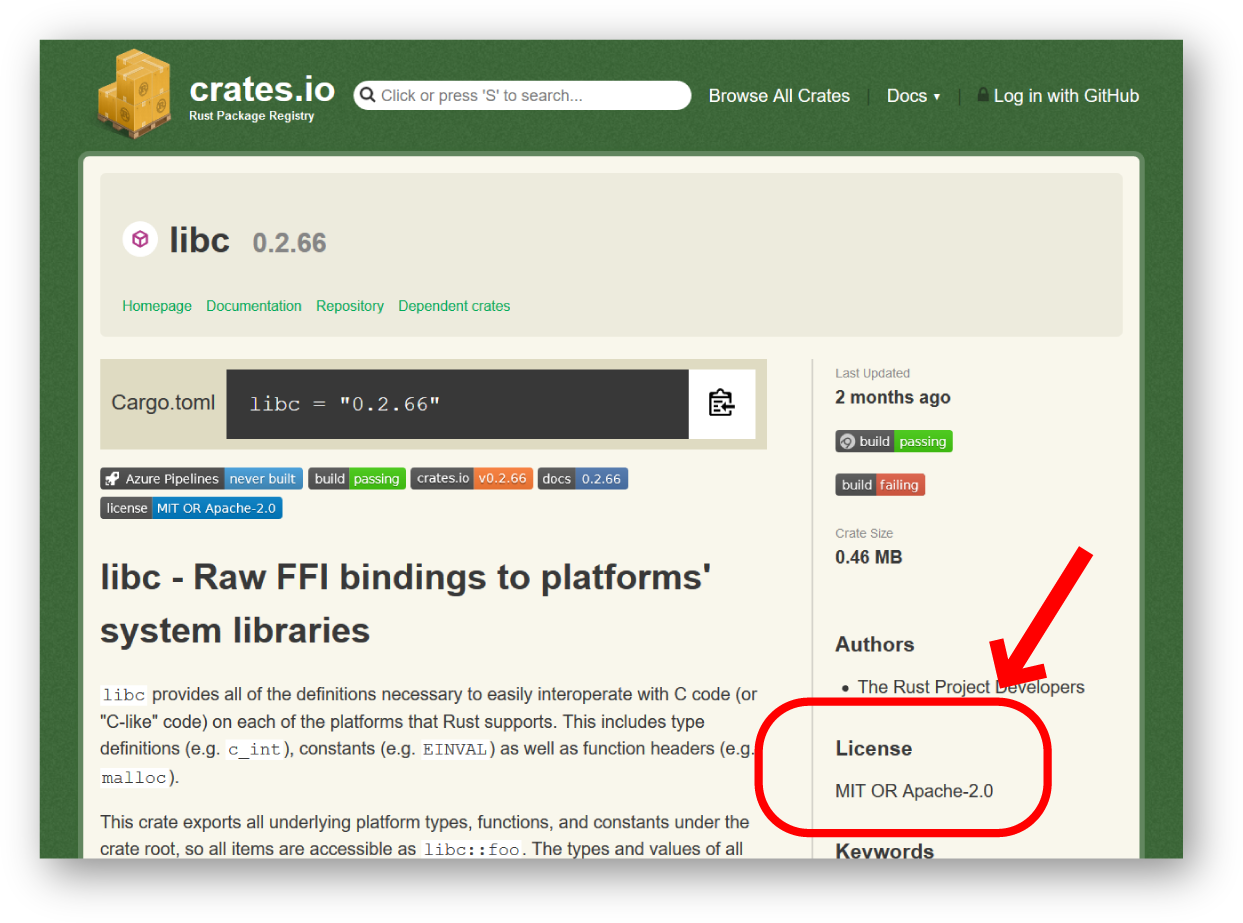 crates.io
Rust Package Registry
Click or press 'S' to search...
Browse All Crates
Docs ▾
Log in with GitHub
libc 0.2.66
Homepage Documentation Repository Dependent crates
Cargo.toml
libc = "0.2.66"
Azure Pipelines never built build passing crates.io v0.2.66 docs 0.2.66
license MIT OR Apache-2.0
libc - Raw FFI bindings to platforms'
system libraries
libc provides all of the definitions necessary to easily interoperate with C code (or
"C-like" code) on each of the platforms that Rust supports. This includes type
definitions (e.g. c_int), constants (e.g. EINVAL) as well as function headers (e.g.
malloc).
This crate exports all underlying platform types, functions, and constants under the
crate root, so all items are accessible as libc::foo. The types and values of all
Last Updated
2 months ago
build passing
build failing
Crate Size
0.46 MB
Authors
• The Rust Project Developers
License
MIT OR Apache-2.0
Keywords